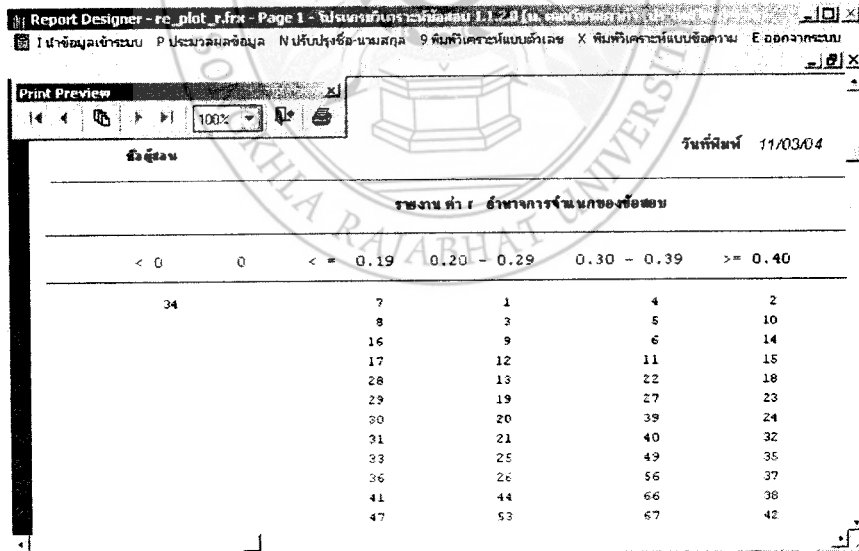 Report Designer - re_plot_r.frx - Page 1 - โปรแกรมวิเคราะห์ข้อสอบ 1.1.2.0
I นำข้อมูลเข้าระบบ P ประมวลผลข้อมูล N ปรับปรุงชื่อ-นามสกุล 9 พิมพ์วิเคราะห์แบบตัวเลข X พิมพ์วิเคราะห์แบบข้อความ E ออกจากระบบ
Print Preview
100%
SONGKHLA RAJABHAT UNIVERSITY
วันที่พิมพ์ 11/03/04
ชื่อผู้สอน
รายงาน ค่า r อำนาจการจำแนกของข้อสอบ
< 0 0 < = 0.19 0.20 - 0.29 0.30 - 0.39 >= 0.40
34 7 1 4 2
8 3 5 10
16 9 6 14
17 12 11 15
28 13 22 18
29 19 27 23
30 20 39 24
31 21 40 32
33 25 49 35
36 26 56 37
41 44 66 38
47 53 67 42